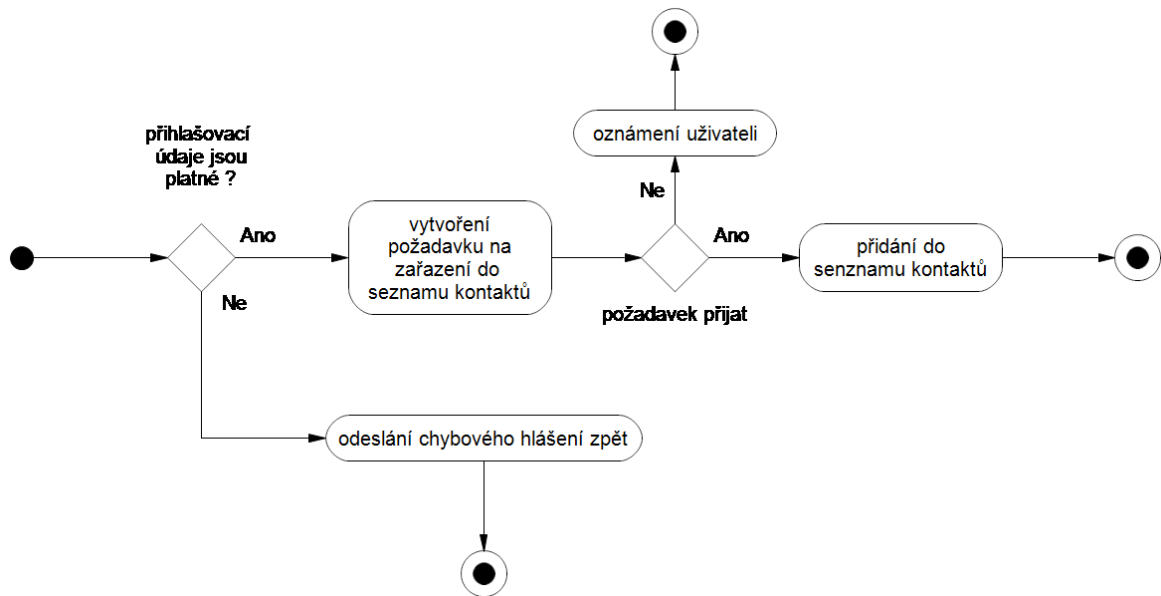 přihlašovací
údaje jsou
platné ?
Ano
Ne
vytvoření
požadavku na
zařazení do
seznamu kontaktů
oznámení uživateli
Ne
Ano
požadavek přijat
přidání do
senznamu kontaktů
odeslání chybového hlášení zpět